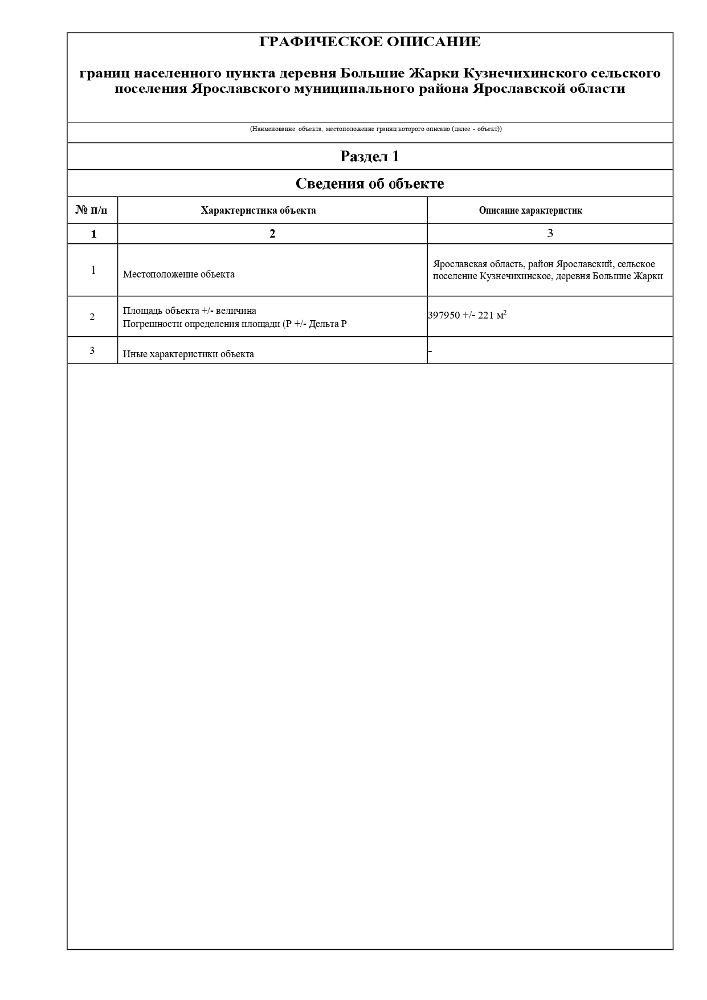 ГРАФИЧЕСКОЕ ОПИСАНИЕ
границ населенного пункта деревня Большие Жарки Кузнечихинского сельского
поселения Ярославского муниципального района Ярославской области
(Наименование объекта, местоположение границ которого описано (далее - объект))
Раздел 1
Сведения об объекте
№ п/п Характеристика объекта Описание характеристик
1 2 3
1 Местоположение объекта Ярославская область, район Ярославский, сельское
поселение Кузнечихинское, деревня Большие Жарки
2 Площадь объекта +/- величина
Погрешности определения площади (P +/- Дельта P
397950 +/- 221 м²
3 Иные характеристики объекта -